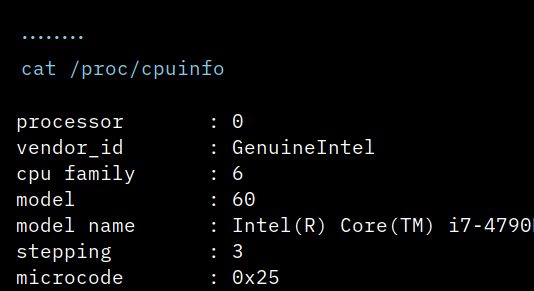 ........
cat /proc/cpuinfo
processor : 0
vendor_id : GenuineIntel
cpu family : 6
model : 60
model name : Intel(R) Core(TM) i7-4790
stepping : 3
microcode : 0x25